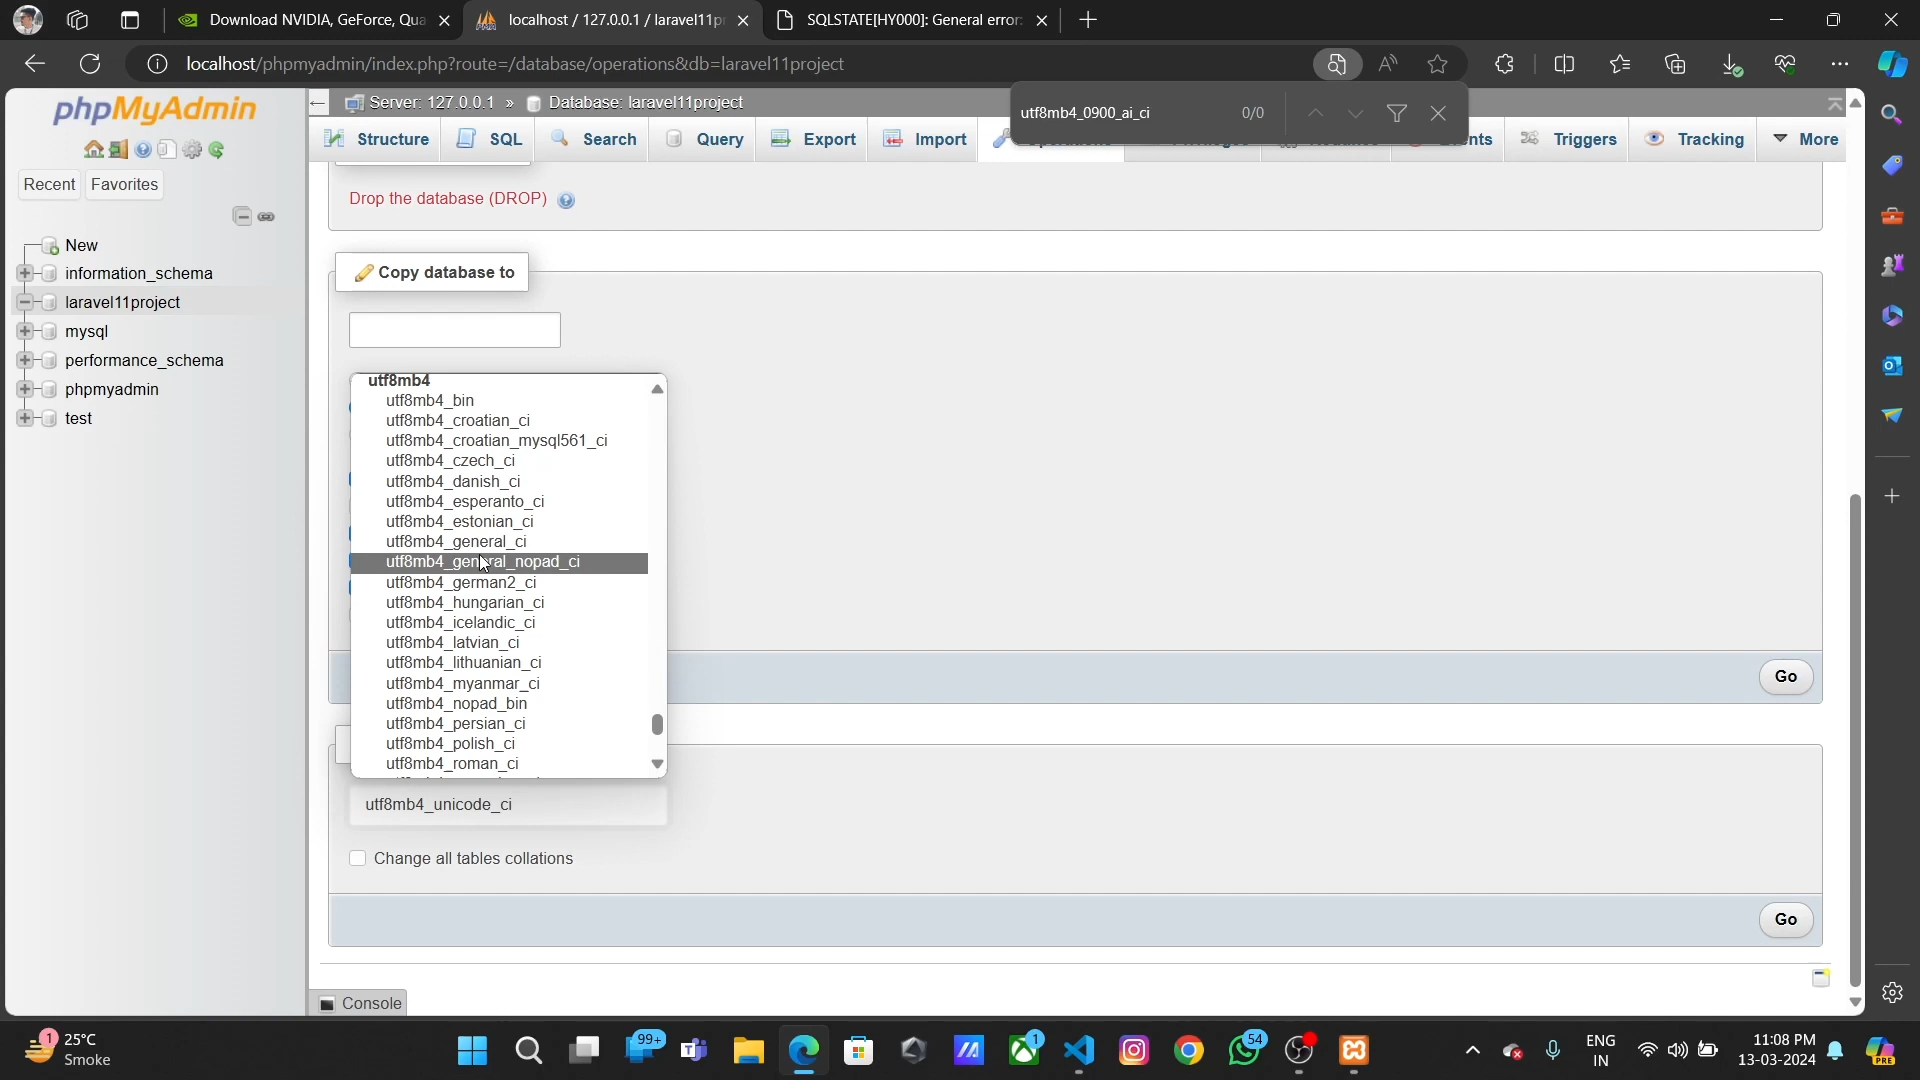 Download NVIDIA, GeForce, Qua
localhost / 127.0.0.1 / laravel11pr
SQLSTATE[HY000]: General error:
localhost/phpmyadmin/index.php?route=/database/operations&db=laravel11project
phpMyAdmin
Server: 127.0.0.1 » Database: laravel11project
utf8mb4_0900_ai_ci 0/0
Structure SQL Search Query Export Import Triggers Tracking More
Recent Favorites
New
information_schema
laravel11project
mysql
performance_schema
phpmyadmin
test
Drop the database (DROP)
Copy database to
utf8mb4
utf8mb4_bin
utf8mb4_croatian_ci
utf8mb4_croatian_mysql561_ci
utf8mb4_czech_ci
utf8mb4_danish_ci
utf8mb4_esperanto_ci
utf8mb4_estonian_ci
utf8mb4_general_ci
utf8mb4_general_nopad_ci
utf8mb4_german2_ci
utf8mb4_hungarian_ci
utf8mb4_icelandic_ci
utf8mb4_latvian_ci
utf8mb4_lithuanian_ci
utf8mb4_myanmar_ci
utf8mb4_nopad_bin
utf8mb4_persian_ci
utf8mb4_polish_ci
utf8mb4_roman_ci
Go
utf8mb4_unicode_ci
Change all tables collations
Go
Console
1
25°C
Smoke
99+
1
54
ENG
IN
11:08 PM
13-03-2024
PRE